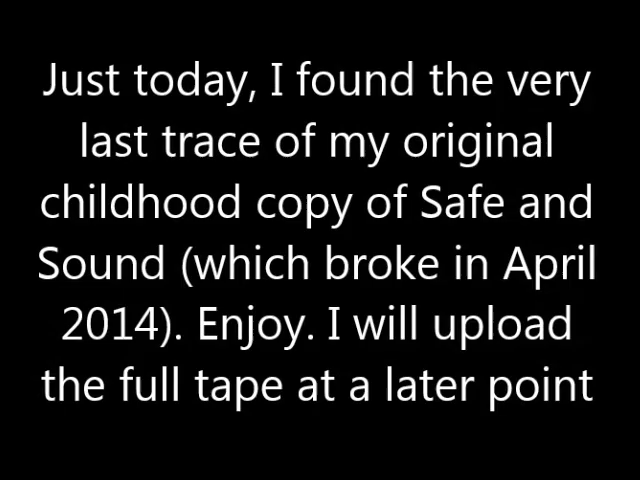 Just today, I found the very
last trace of my original
childhood copy of Safe and
Sound (which broke in April
2014). Enjoy. I will upload
the full tape at a later point